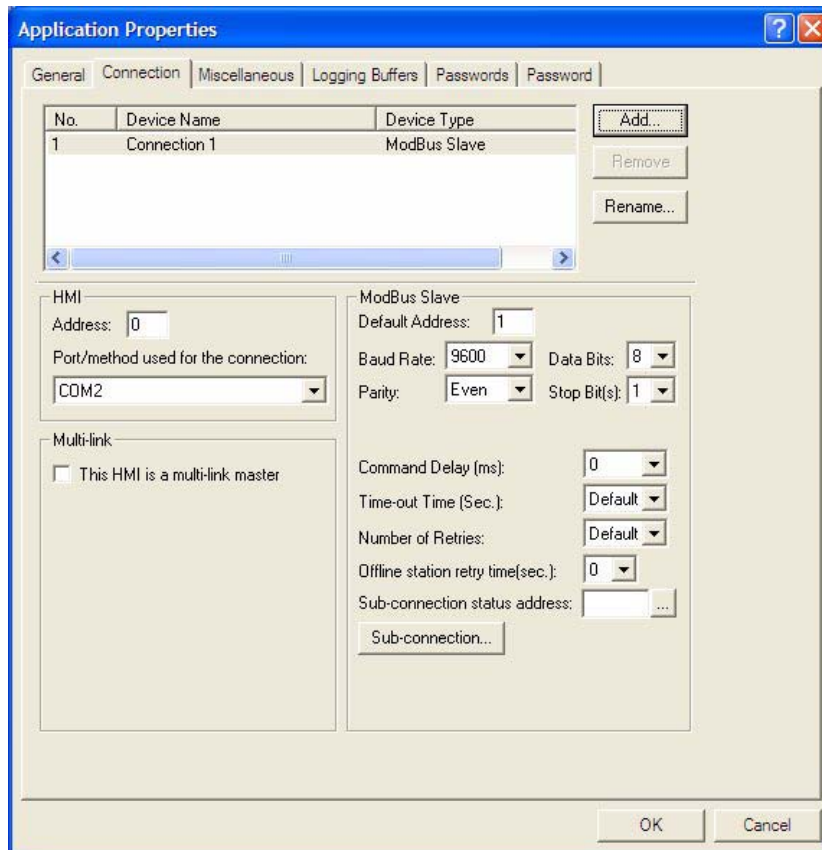 Application Properties
General Connection Miscellaneous Logging Buffers Passwords Password
No. Device Name Device Type
1 Connection 1 ModBus Slave
Add...
Remove
Rename...
HMI
Address: 0
Port/method used for the connection:
COM2
Multi-link
This HMI is a multi-link master
ModBus Slave
Default Address: 1
Baud Rate: 9600 Data Bits: 8
Parity: Even Stop Bit(s): 1
Command Delay (ms): 0
Time-out Time (Sec.): Default
Number of Retries: Default
Offline station retry time(sec.): 0
Sub-connection status address: ...
Sub-connection...
OK Cancel